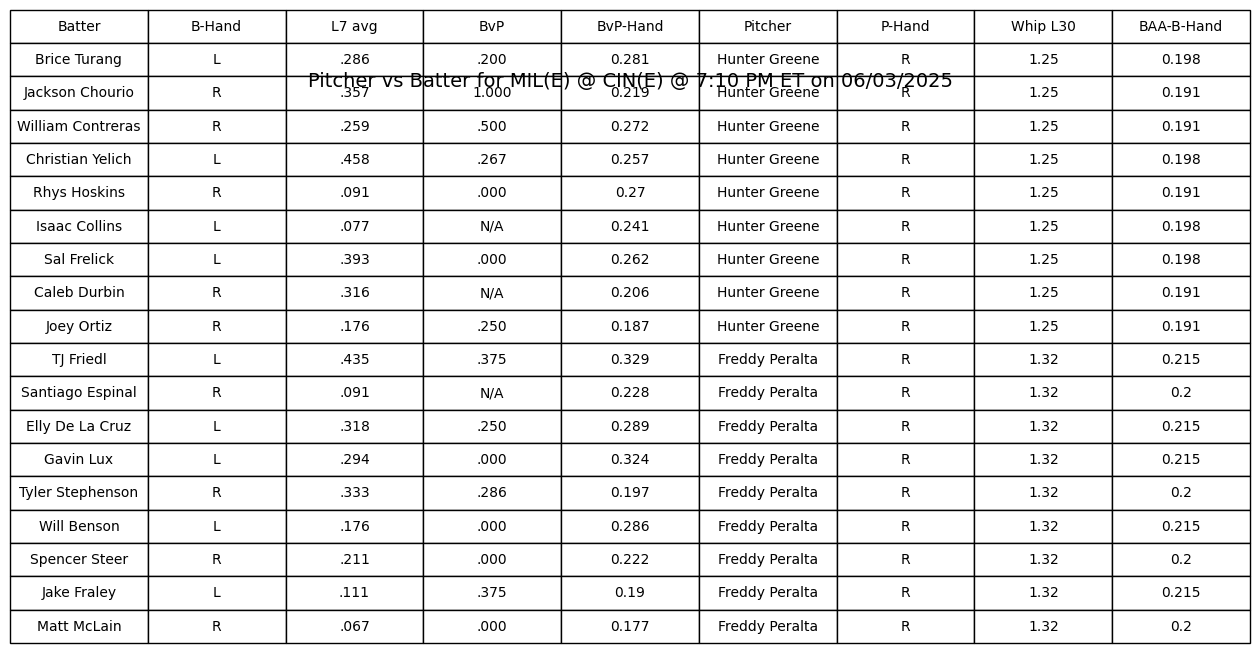 Batter B-Hand L7 avg BvP BvP-Hand Pitcher P-Hand Whip L30 BAA-B-Hand
Brice Turang L .286 .200 0.281 Hunter Greene R 1.25 0.198
Pitcher vs Batter for MIL(E) @ CIN(E) @ 7:10 PM ET on 06/03/2025
Jackson Chourio R .357 1.000 0.219 Hunter Greene R 1.25 0.191
William Contreras R .259 .500 0.272 Hunter Greene R 1.25 0.191
Christian Yelich L .458 .267 0.257 Hunter Greene R 1.25 0.198
Rhys Hoskins R .091 .000 0.27 Hunter Greene R 1.25 0.191
Isaac Collins L .077 N/A 0.241 Hunter Greene R 1.25 0.198
Sal Frelick L .393 .000 0.262 Hunter Greene R 1.25 0.198
Caleb Durbin R .316 N/A 0.206 Hunter Greene R 1.25 0.191
Joey Ortiz R .176 .250 0.187 Hunter Greene R 1.25 0.191
TJ Friedl L .435 .375 0.329 Freddy Peralta R 1.32 0.215
Santiago Espinal R .091 N/A 0.228 Freddy Peralta R 1.32 0.2
Elly De La Cruz L .318 .250 0.289 Freddy Peralta R 1.32 0.215
Gavin Lux L .294 .000 0.324 Freddy Peralta R 1.32 0.215
Tyler Stephenson R .333 .286 0.197 Freddy Peralta R 1.32 0.2
Will Benson L .176 .000 0.286 Freddy Peralta R 1.32 0.215
Spencer Steer R .211 .000 0.222 Freddy Peralta R 1.32 0.2
Jake Fraley L .111 .375 0.19 Freddy Peralta R 1.32 0.215
Matt McLain R .067 .000 0.177 Freddy Peralta R 1.32 0.2